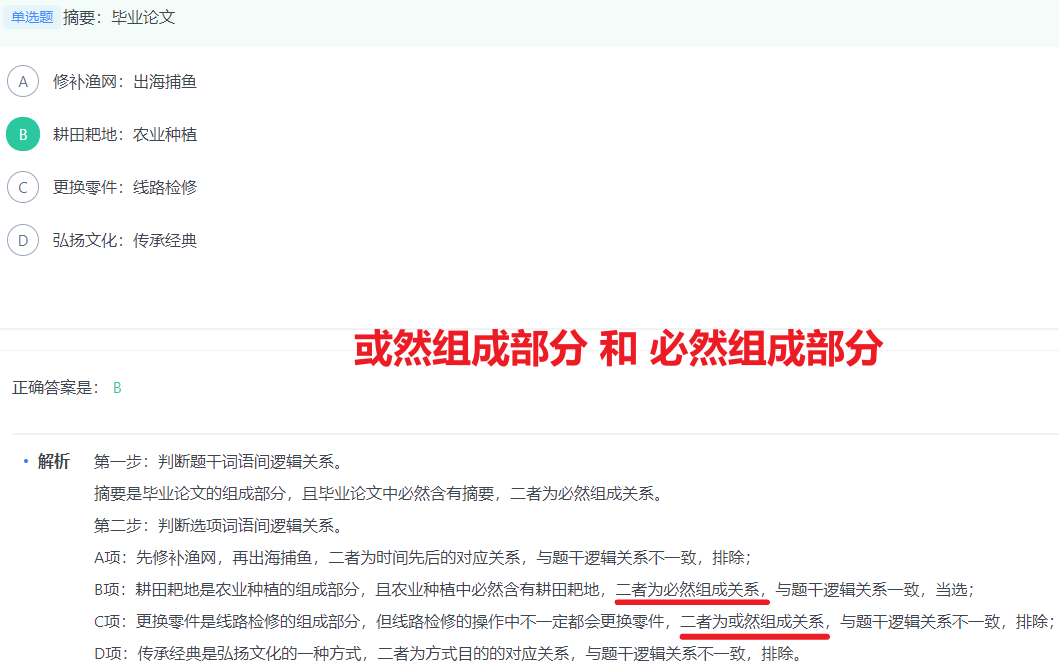 单选题 摘要：毕业论文
A 修补渔网：出海捕鱼
B 耕田耙地：农业种植
C 更换零件：线路检修
D 弘扬文化：传承经典
或然组成部分 和 必然组成部分
正确答案是： B
• 解析 第一步：判断题干词语间逻辑关系。
摘要是毕业论文的组成部分，且毕业论文中必然含有摘要，二者为必然组成关系。
第二步：判断选项词语间逻辑关系。
A项：先修补渔网，再出海捕鱼，二者为时间先后的对应关系，与题干逻辑关系不一致，排除；
B项：耕田耙地是农业种植的组成部分，且农业种植中必然含有耕田耙地，二者为必然组成关系，与题干逻辑关系一致，当选；
C项：更换零件是线路检修的组成部分，但线路检修的操作中不一定都会更换零件，二者为或然组成关系，与题干逻辑关系不一致，排除；
D项：传承经典是弘扬文化的一种方式，二者为方式目的的对应关系，与题干逻辑关系不一致，排除。